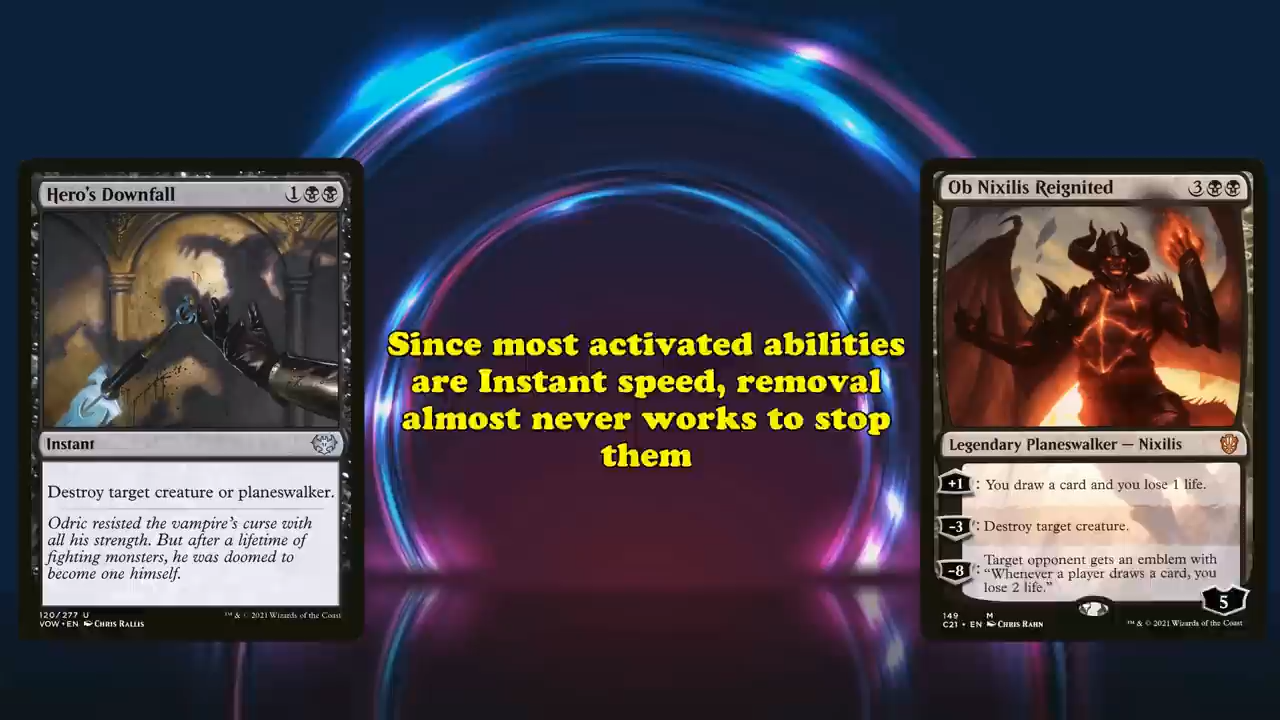 Hero's Downfall 1
Instant
Destroy target creature or planeswalker.
Odric resisted the vampire's curse with
all his strength. But after a lifetime of
fighting monsters, he was doomed to
become one himself.
120/277 U
VOW • EN Chris Rallis
™ & © 2021 Wizards of the Coast
Since most activated abilities
are Instant speed, removal
almost never works to stop
them
Ob Nixilis Reignited 3
Legendary Planeswalker — Nixilis
+1: You draw a card and you lose 1 life.
-3: Destroy target creature.
-8: Target opponent gets an emblem with
"Whenever a player draws a card, you
lose 2 life."
5
149 M
C21 • EN Chris Rahn
™ & © 2021 Wizards of the Coast